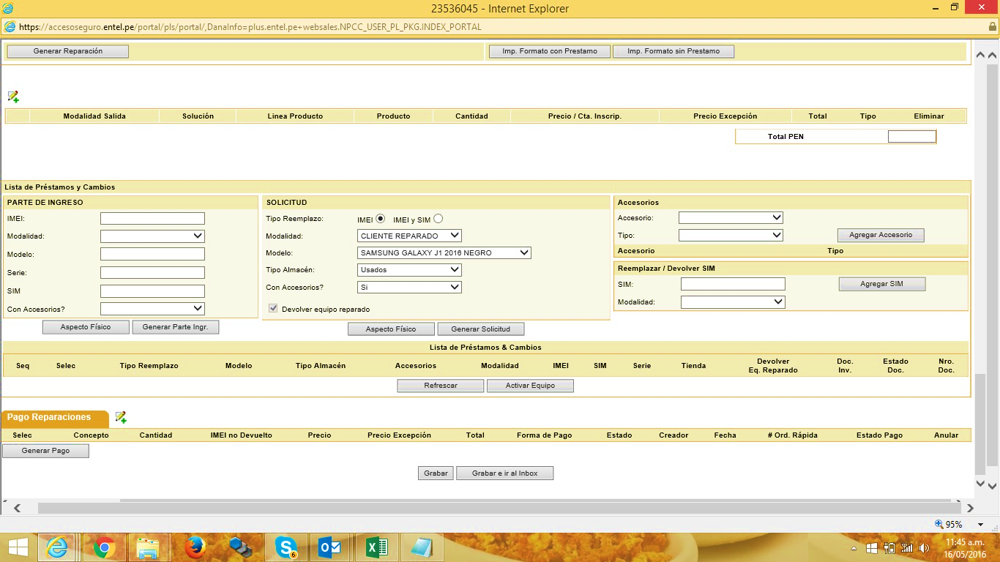 23536045 - Internet Explorer
https://accesoseguro.entel.pe/portal/pls/portal/,DanaInfo=plus.entel.pe+websales.NPCC_USER_PL_PKG.INDEX_PORTAL
Generar Reparación Imp. Formato con Prestamo Imp. Formato sin Prestamo
Modalidad Salida Solución Linea Producto Producto Cantidad Precio / Cta. Inscrip. Precio Excepción Total Tipo Eliminar
Total PEN
Lista de Préstamos y Cambios
PARTE DE INGRESO
IMEI:
Modalidad:
Modelo:
Serie:
SIM
Con Accesorios?
Aspecto Físico Generar Parte Ingr.
SOLICITUD
Tipo Reemplazo: IMEI IMEI y SIM
Modalidad: CLIENTE REPARADO
Modelo: SAMSUNG GALAXY J1 2016 NEGRO
Tipo Almacén: Usados
Con Accesorios? Si
Devolver equipo reparado
Aspecto Físico Generar Solicitud
Accesorios
Accesorio:
Tipo: Agregar Accesorio
Accesorio Tipo
Reemplazar / Devolver SIM
SIM: Agregar SIM
Modalidad:
Lista de Préstamos & Cambios
Seq Selec Tipo Reemplazo Modelo Tipo Almacén Accesorios Modalidad IMEI SIM Serie Tienda Devolver Eq. Reparado Doc. Inv. Estado Doc. Nro. Doc.
Refrescar Activar Equipo
Pago Reparaciones
Selec Concepto Cantidad IMEI no Devuelto Precio Precio Excepción Total Forma de Pago Estado Creador Fecha # Ord. Rápida Estado Pago Anular
Generar Pago
Grabar Grabar e ir al Inbox
95%
6
11:45 a.m.
16/05/2016